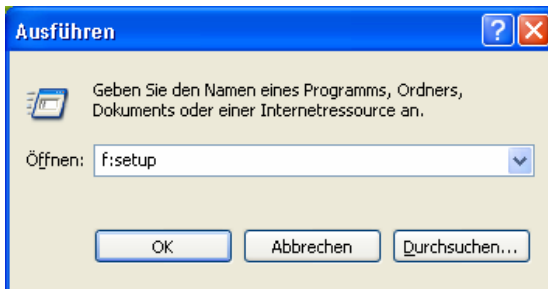 Ausführen
Geben Sie den Namen eines Programms, Ordners,
Dokuments oder einer Internetressource an.
Öffnen: f:setup
OK Abbrechen Durchsuchen...